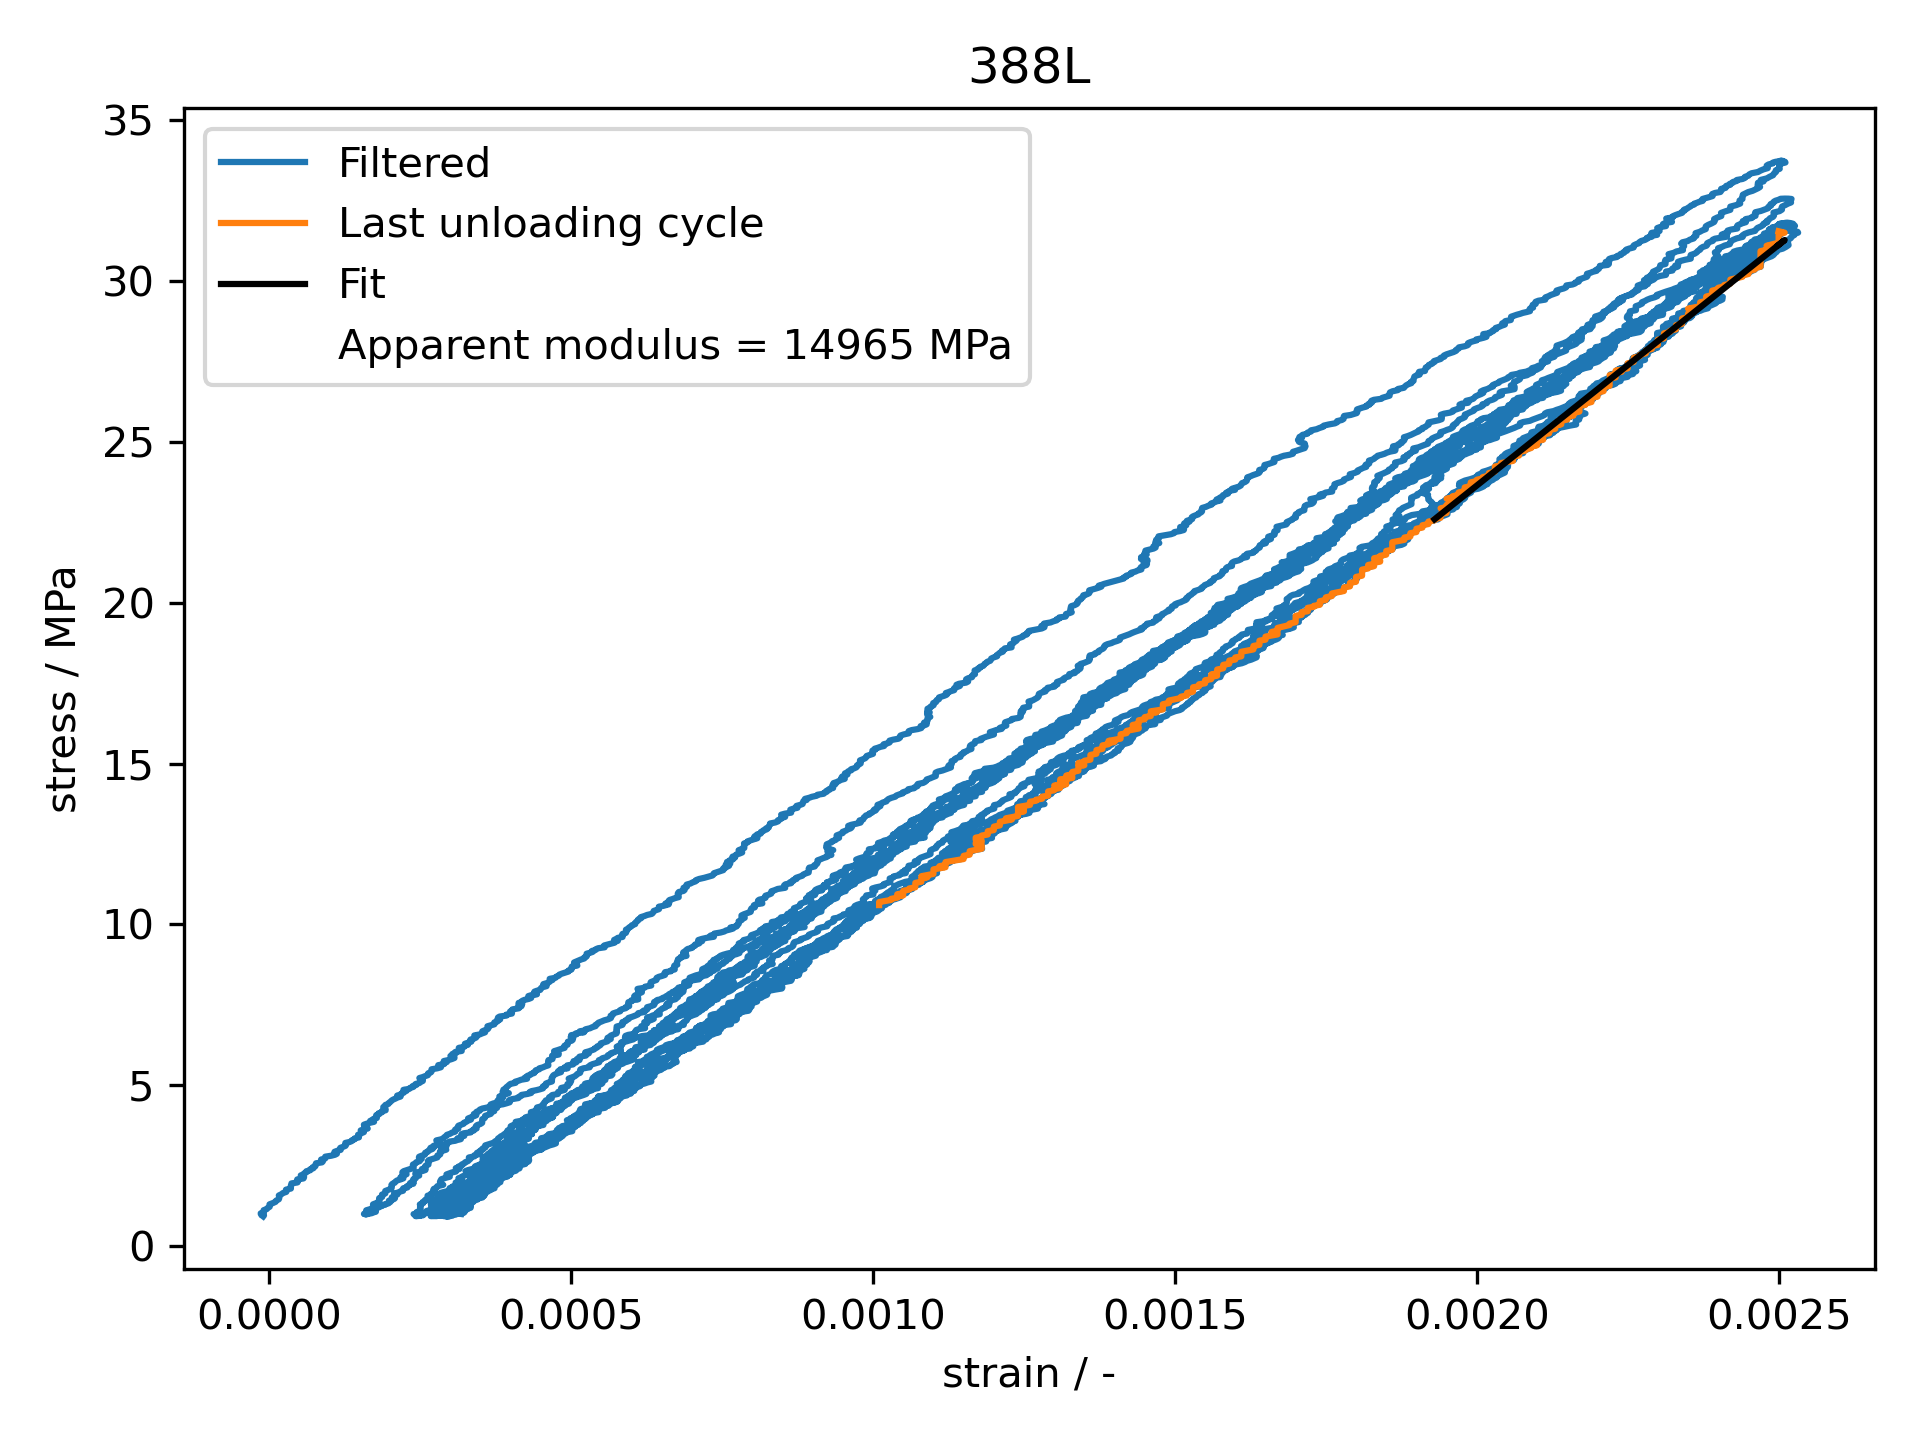 388L
35
30
25
20
15
10
5
0
stress / MPa
Filtered
Last unloading cycle
Fit
Apparent modulus = 14965 MPa
0.0000 0.0005 0.0010 0.0015 0.0020 0.0025
strain / -